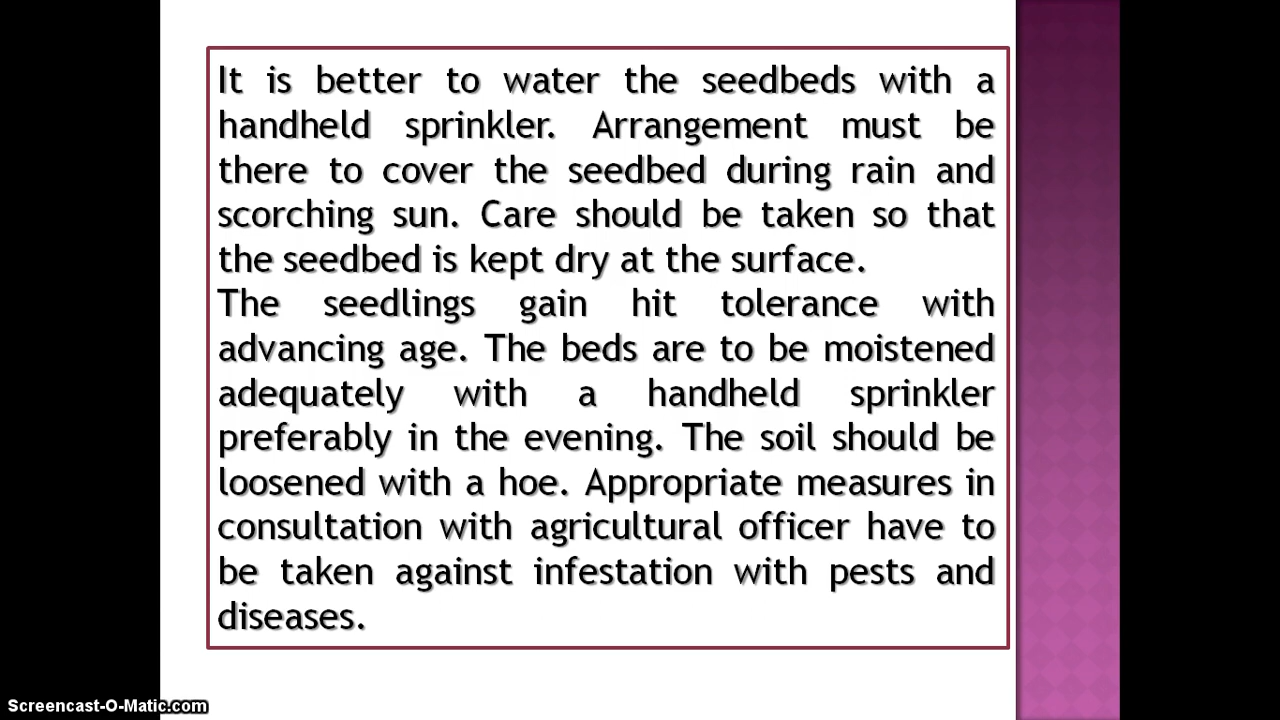 It is better to water the seedbeds with a
handheld sprinkler. Arrangement must be
there to cover the seedbed during rain and
scorching sun. Care should be taken so that
the seedbed is kept dry at the surface.
The seedlings gain hit tolerance with
advancing age. The beds are to be moistened
adequately with a handheld sprinkler
preferably in the evening. The soil should be
loosened with a hoe. Appropriate measures in
consultation with agricultural officer have to
be taken against infestation with pests and
diseases.
Screencast-O-Matic.com